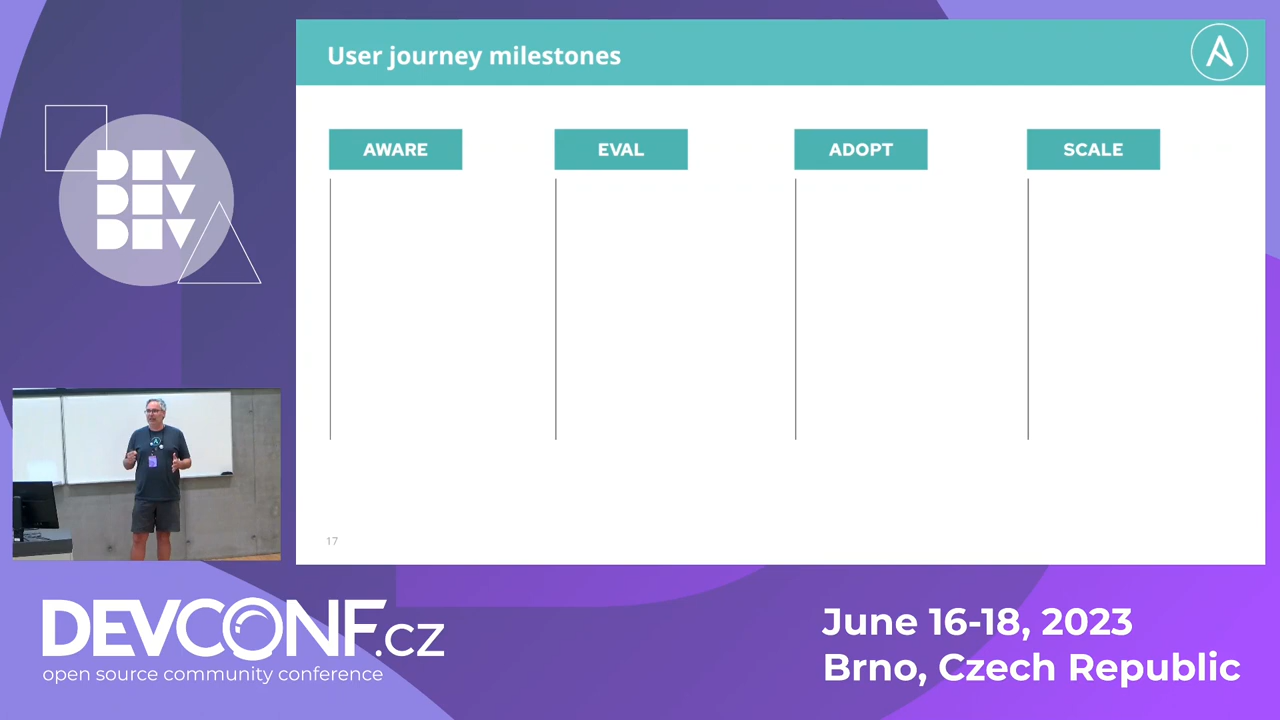 User journey milestones
AWARE
EVAL
ADOPT
SCALE
17
DEV
DEV
DEV
DEVCONF.cz
open source community conference
June 16-18, 2023
Brno, Czech Republic